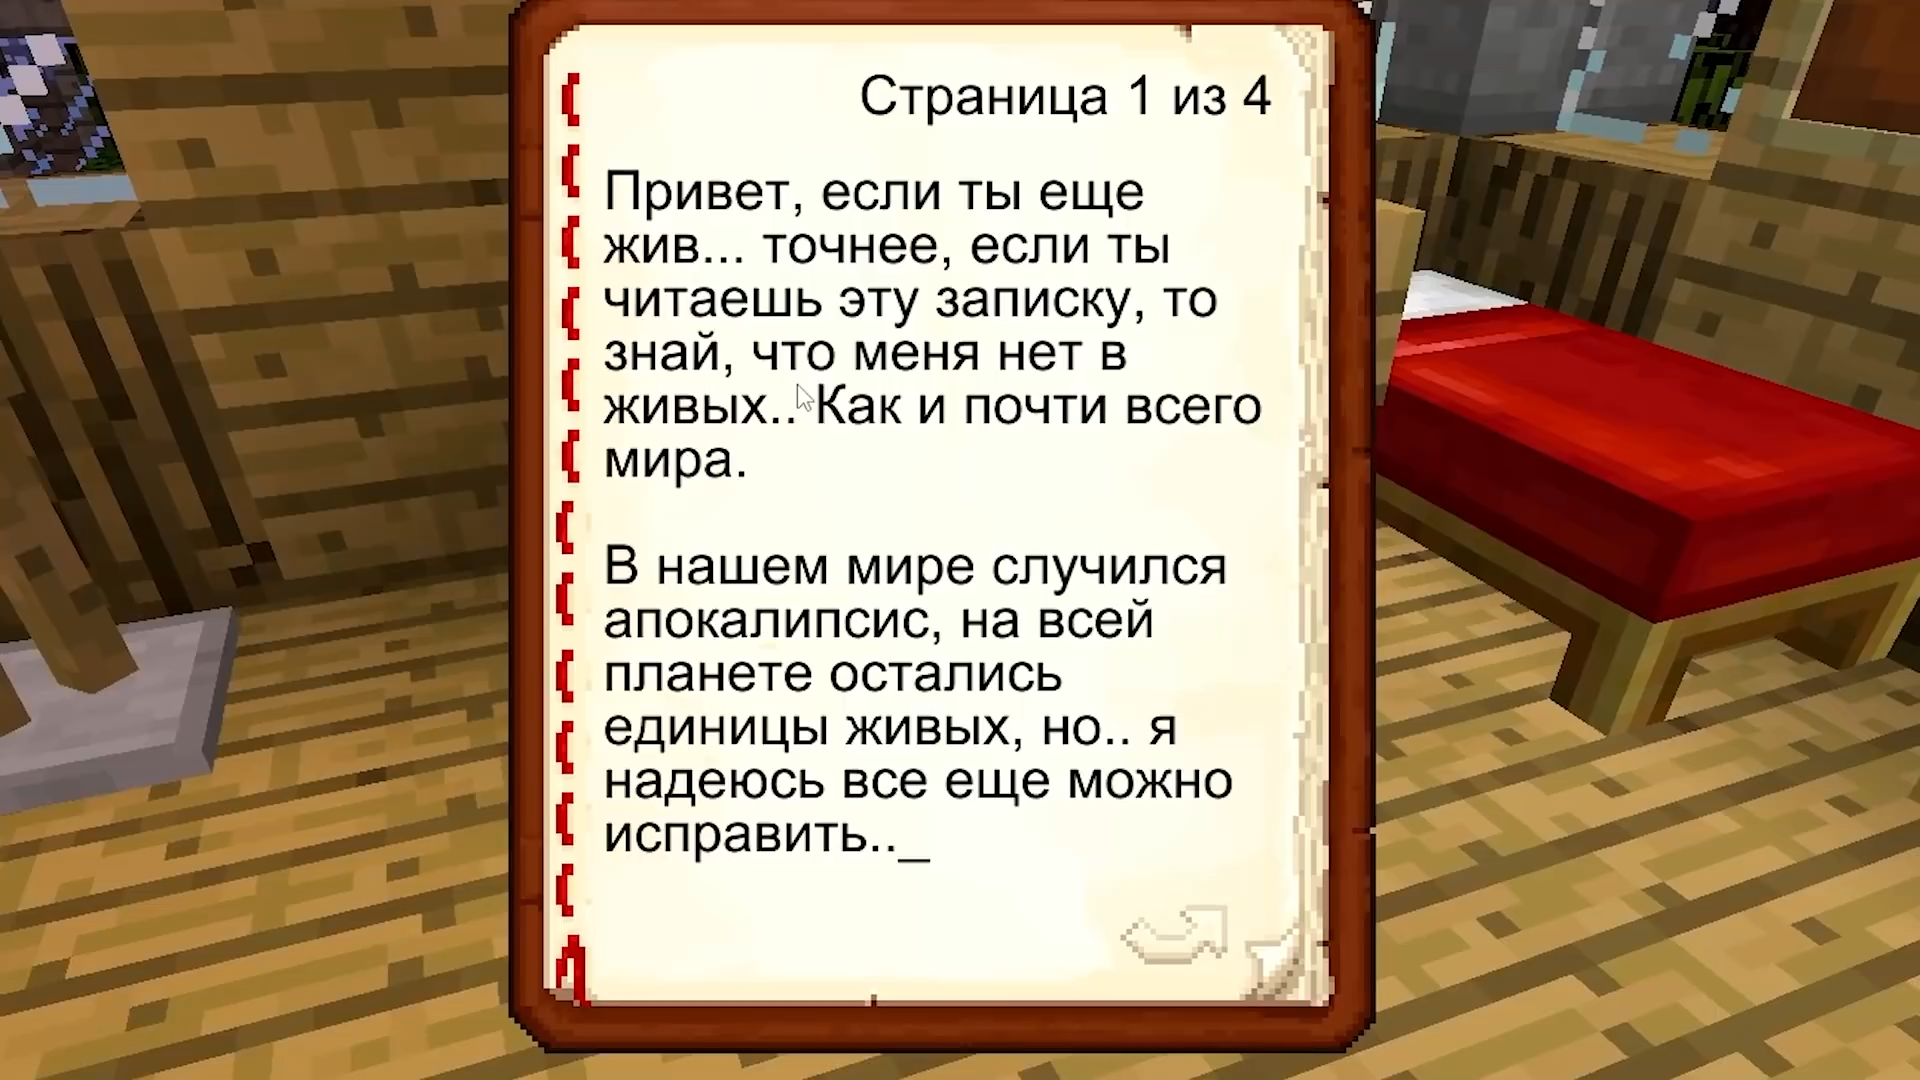 Страница 1 из 4
Привет, если ты еще
жив... точнее, если ты
читаешь эту записку, то
знай, что меня нет в
живых.. Как и почти всего
мира.
В нашем мире случился
апокалипсис, на всей
планете остались
единицы живых, но.. я
надеюсь все еще можно
исправить.._